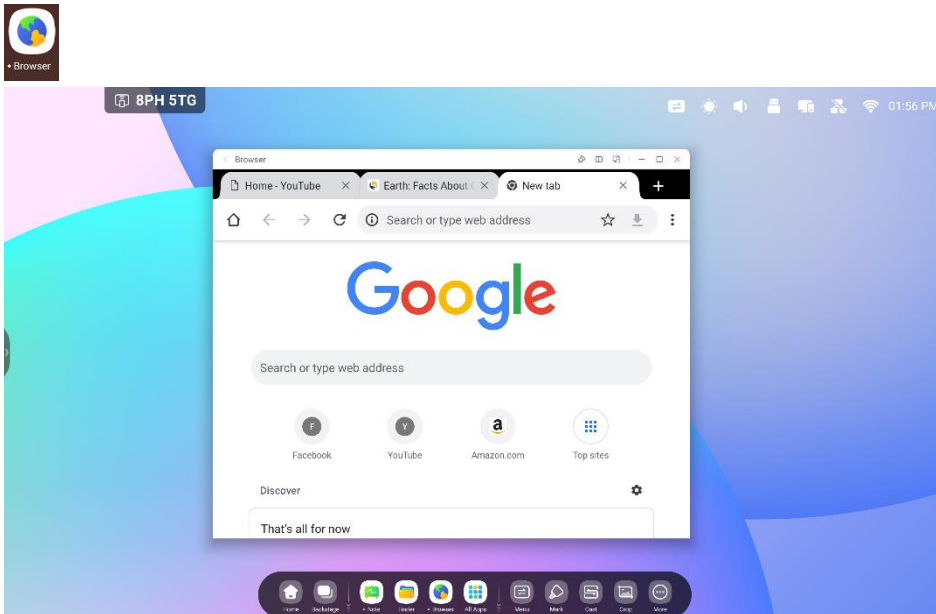 • Browser
8PH 5TG
01:56 PM
Browser
Home - YouTube
Earth: Facts About
New tab
Search or type web address
Google
Search or type web address
F Y a
Facebook YouTube Amazon.com Top sites
Discover
That's all for now
Home Backstage • Note Finder • Browser All Apps Menu Mark Cast Crop More